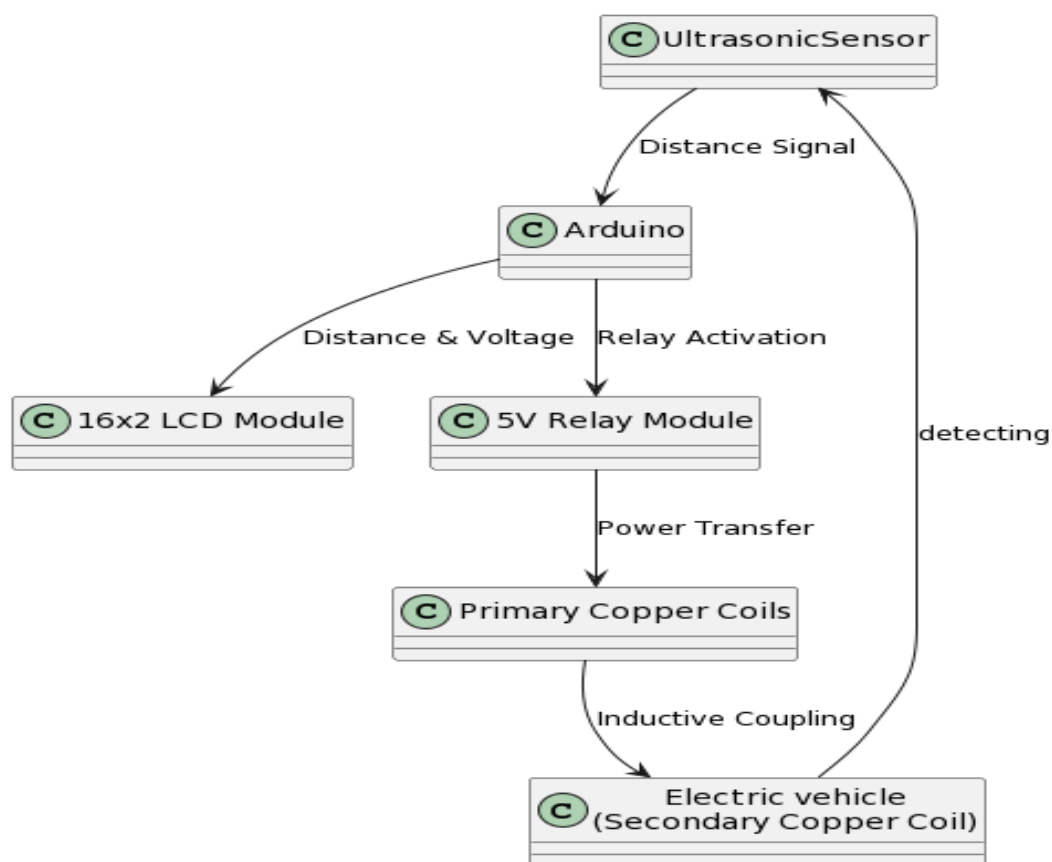 C UltrasonicSensor
Distance Signal
C Arduino
Distance & Voltage
Relay Activation
C 16x2 LCD Module
C 5V Relay Module
detecting
Power Transfer
C Primary Copper Coils
Inductive Coupling
C Electric vehicle
(Secondary Copper Coil)